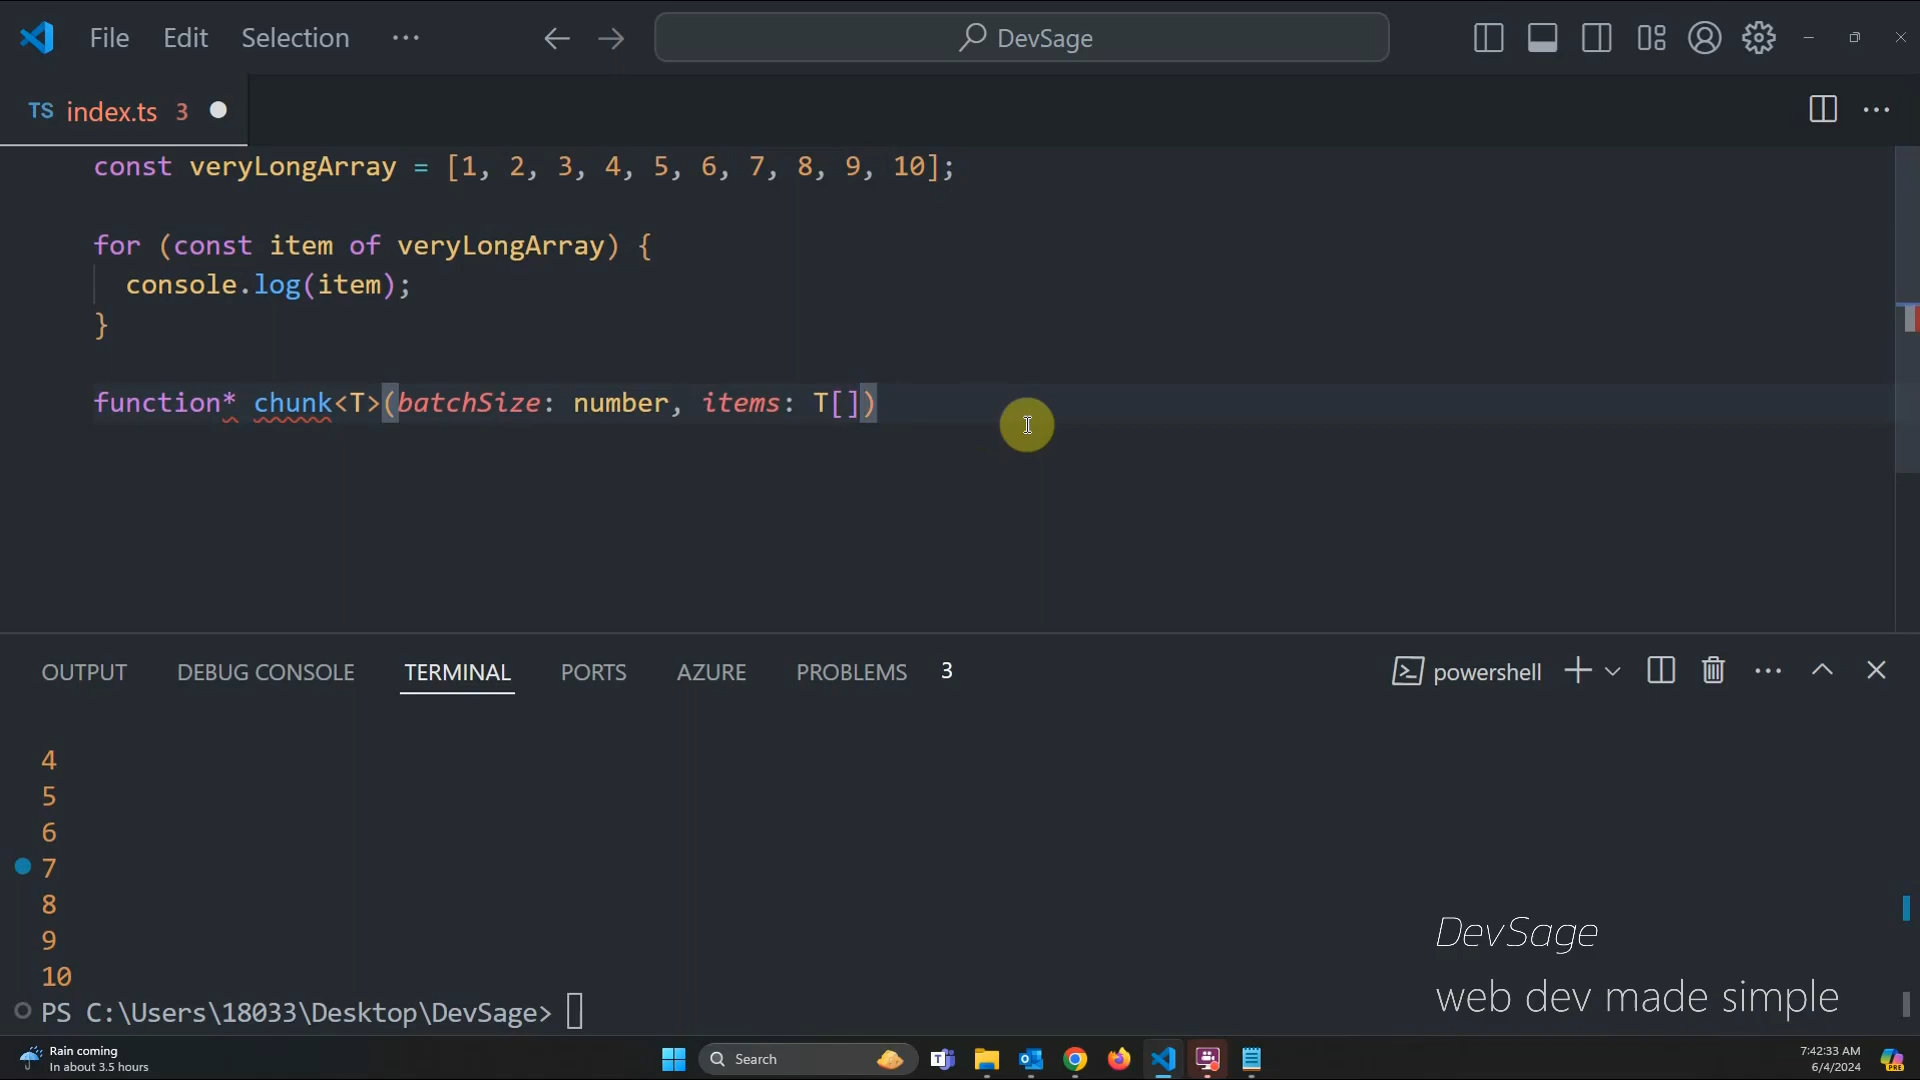 File Edit Selection ··· DevSage
TS index.ts 3
const veryLongArray = [1, 2, 3, 4, 5, 6, 7, 8, 9, 10];
for (const item of veryLongArray) {
console.log(item);
}
function* chunk<T>(batchSize: number, items: T[])
OUTPUT DEBUG CONSOLE TERMINAL PORTS AZURE PROBLEMS 3 powershell
4
5
6
7
8
9
10
PS C:\Users\18033\Desktop\DevSage>
DevSage
web dev made simple
Rain coming
In about 3.5 hours
Search
7:42:33 AM
6/4/2024
PRE